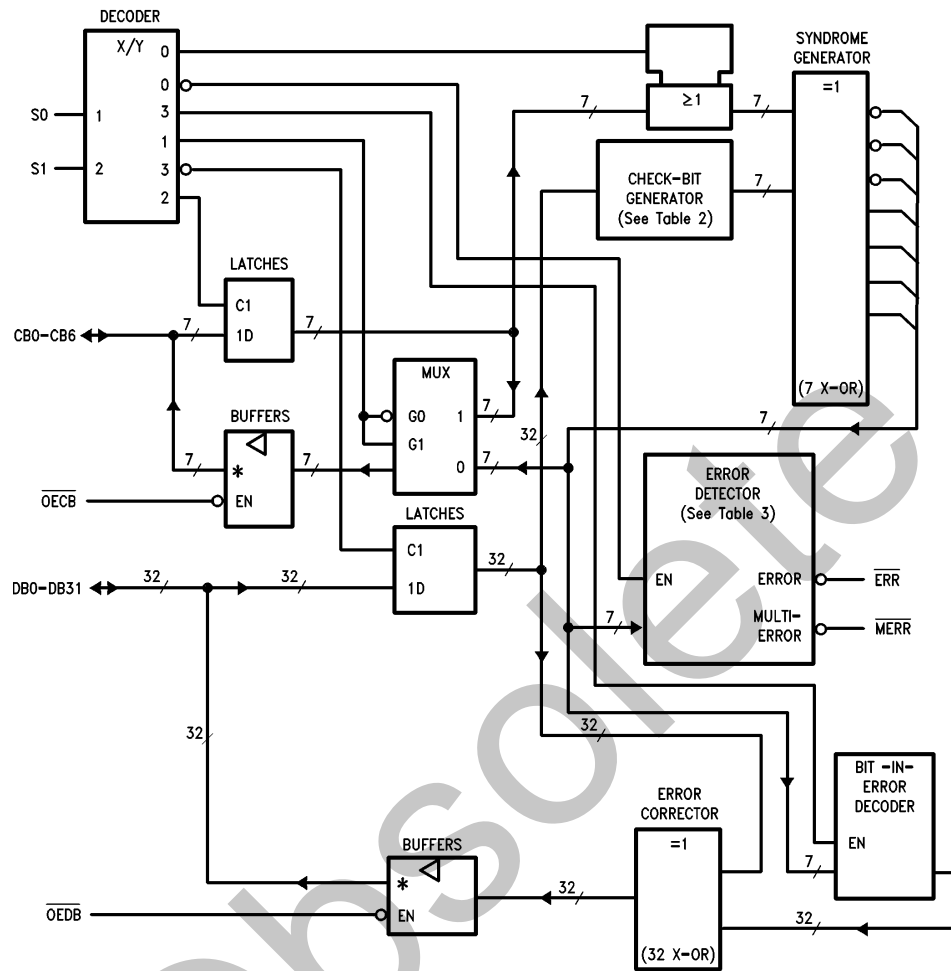 DECODER
X/Y
0
0
3
1
3
2
S0
1
S1
2
≥1
7
7
SYNDROME
GENERATOR
=1
(7 X-OR)
CHECK-BIT
GENERATOR
(See Table 2)
7
LATCHES
C1
1D
CB0-CB6
7
7
MUX
G0
1
G1
0
7
7
7
32
7
BUFFERS
*
EN
7
OECB
LATCHES
C1
1D
32
DB0-DB31
32
32
ERROR
DETECTOR
(See Table 3)
EN
ERROR
MULTI-
ERROR
ERR
MERR
7
32
32
BIT -IN-
ERROR
DECODER
EN
7
ERROR
CORRECTOR
=1
(32 X-OR)
BUFFERS
*
EN
OEDB
32
32
Obsolete